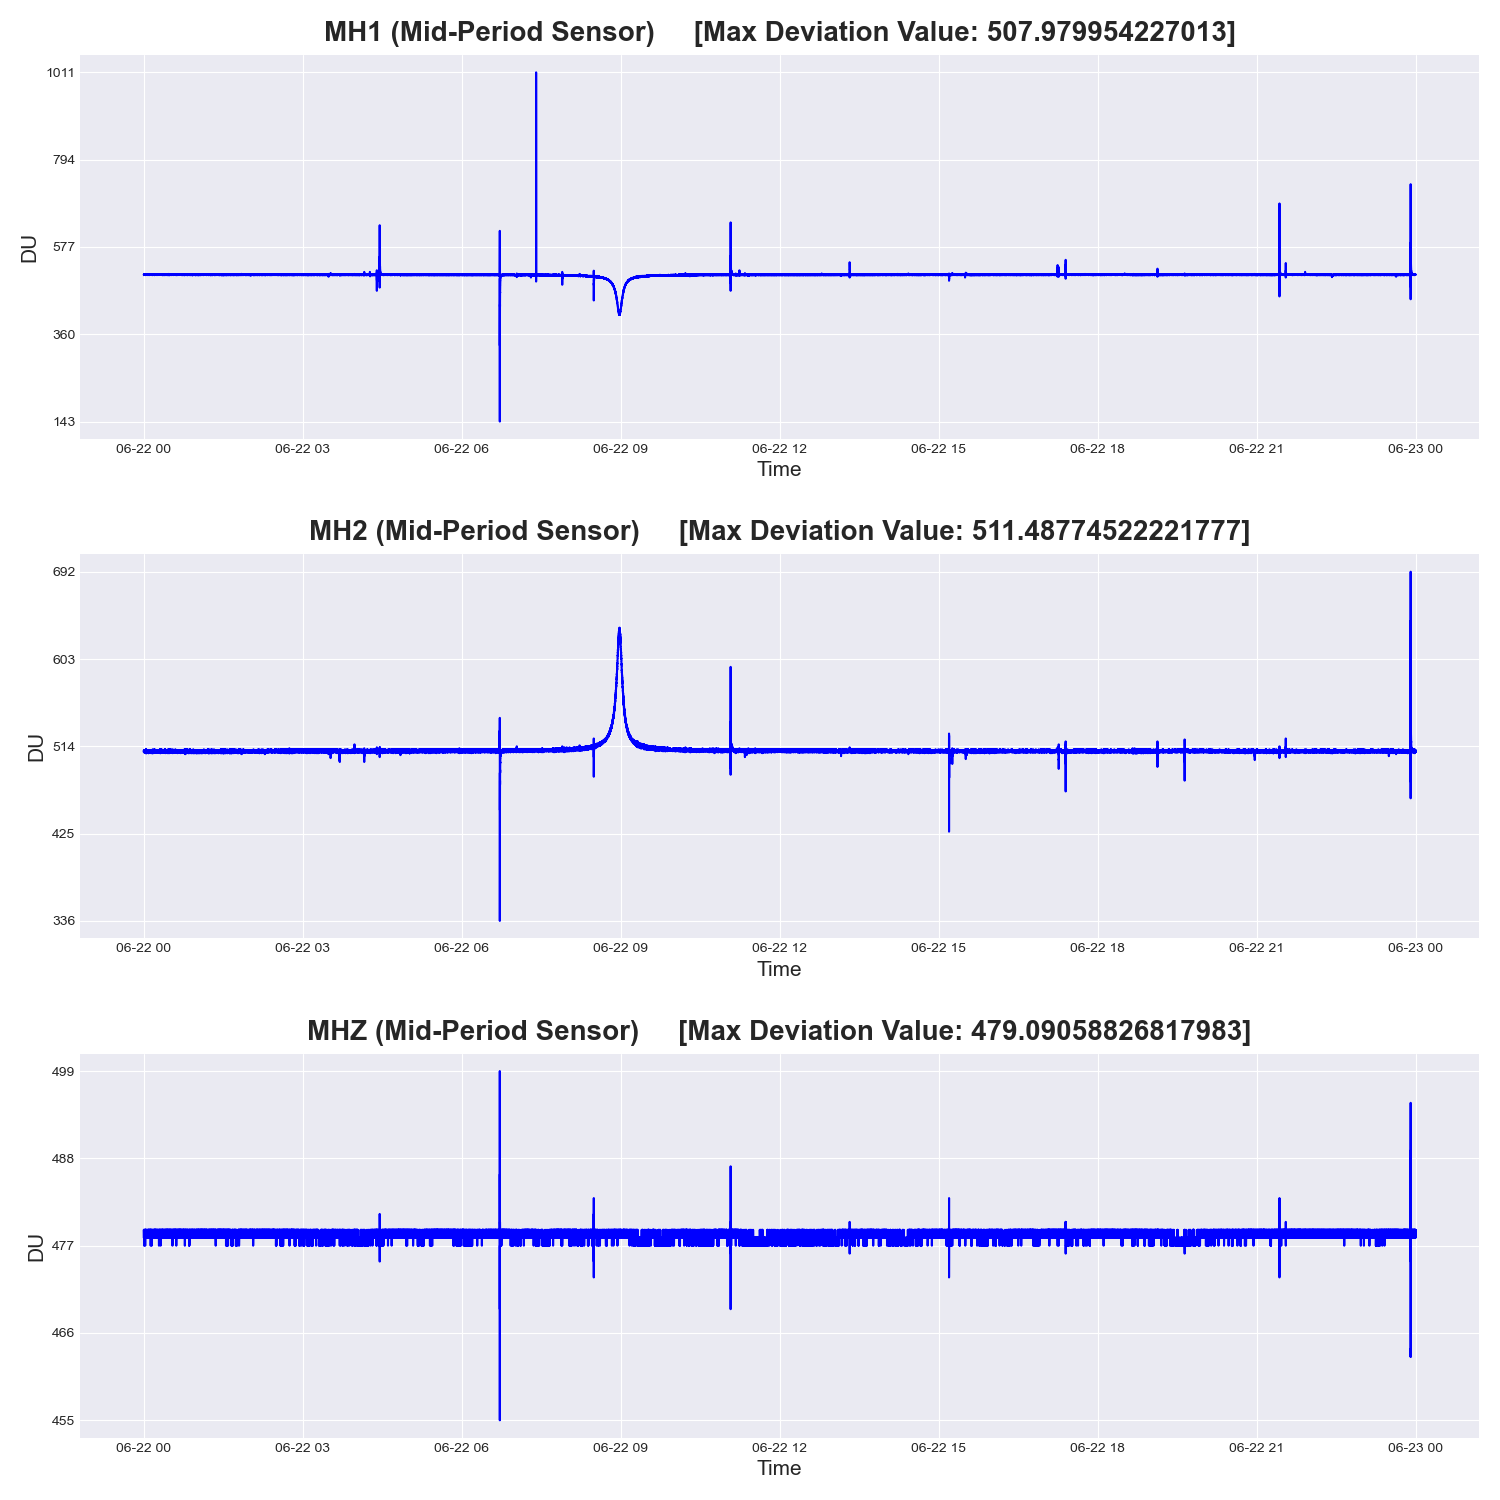 MH1 (Mid-Period Sensor) [Max Deviation Value: 507.979954227013]
1011
794
577
360
143
DU
06-22 00 06-22 03 06-22 06 06-22 09 06-22 12 06-22 15 06-22 18 06-22 21 06-23 00
Time
MH2 (Mid-Period Sensor) [Max Deviation Value: 511.48774522221777]
692
603
514
425
336
DU
06-22 00 06-22 03 06-22 06 06-22 09 06-22 12 06-22 15 06-22 18 06-22 21 06-23 00
Time
MHZ (Mid-Period Sensor) [Max Deviation Value: 479.09058826817983]
499
488
477
466
455
DU
06-22 00 06-22 03 06-22 06 06-22 09 06-22 12 06-22 15 06-22 18 06-22 21 06-23 00
Time